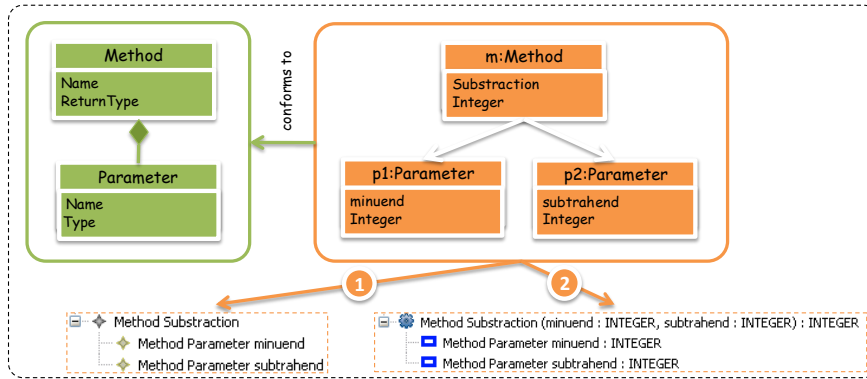 Method
Name
ReturnType
Parameter
Name
Type
conforms to
m:Method
Substraction
Integer
p1:Parameter
minuend
Integer
p2:Parameter
subtrahend
Integer
1
2
Method Substraction
Method Parameter minuend
Method Parameter subtrahend
Method Substraction (minuend : INTEGER, subtrahend : INTEGER) : INTEGER
Method Parameter minuend : INTEGER
Method Parameter subtrahend : INTEGER